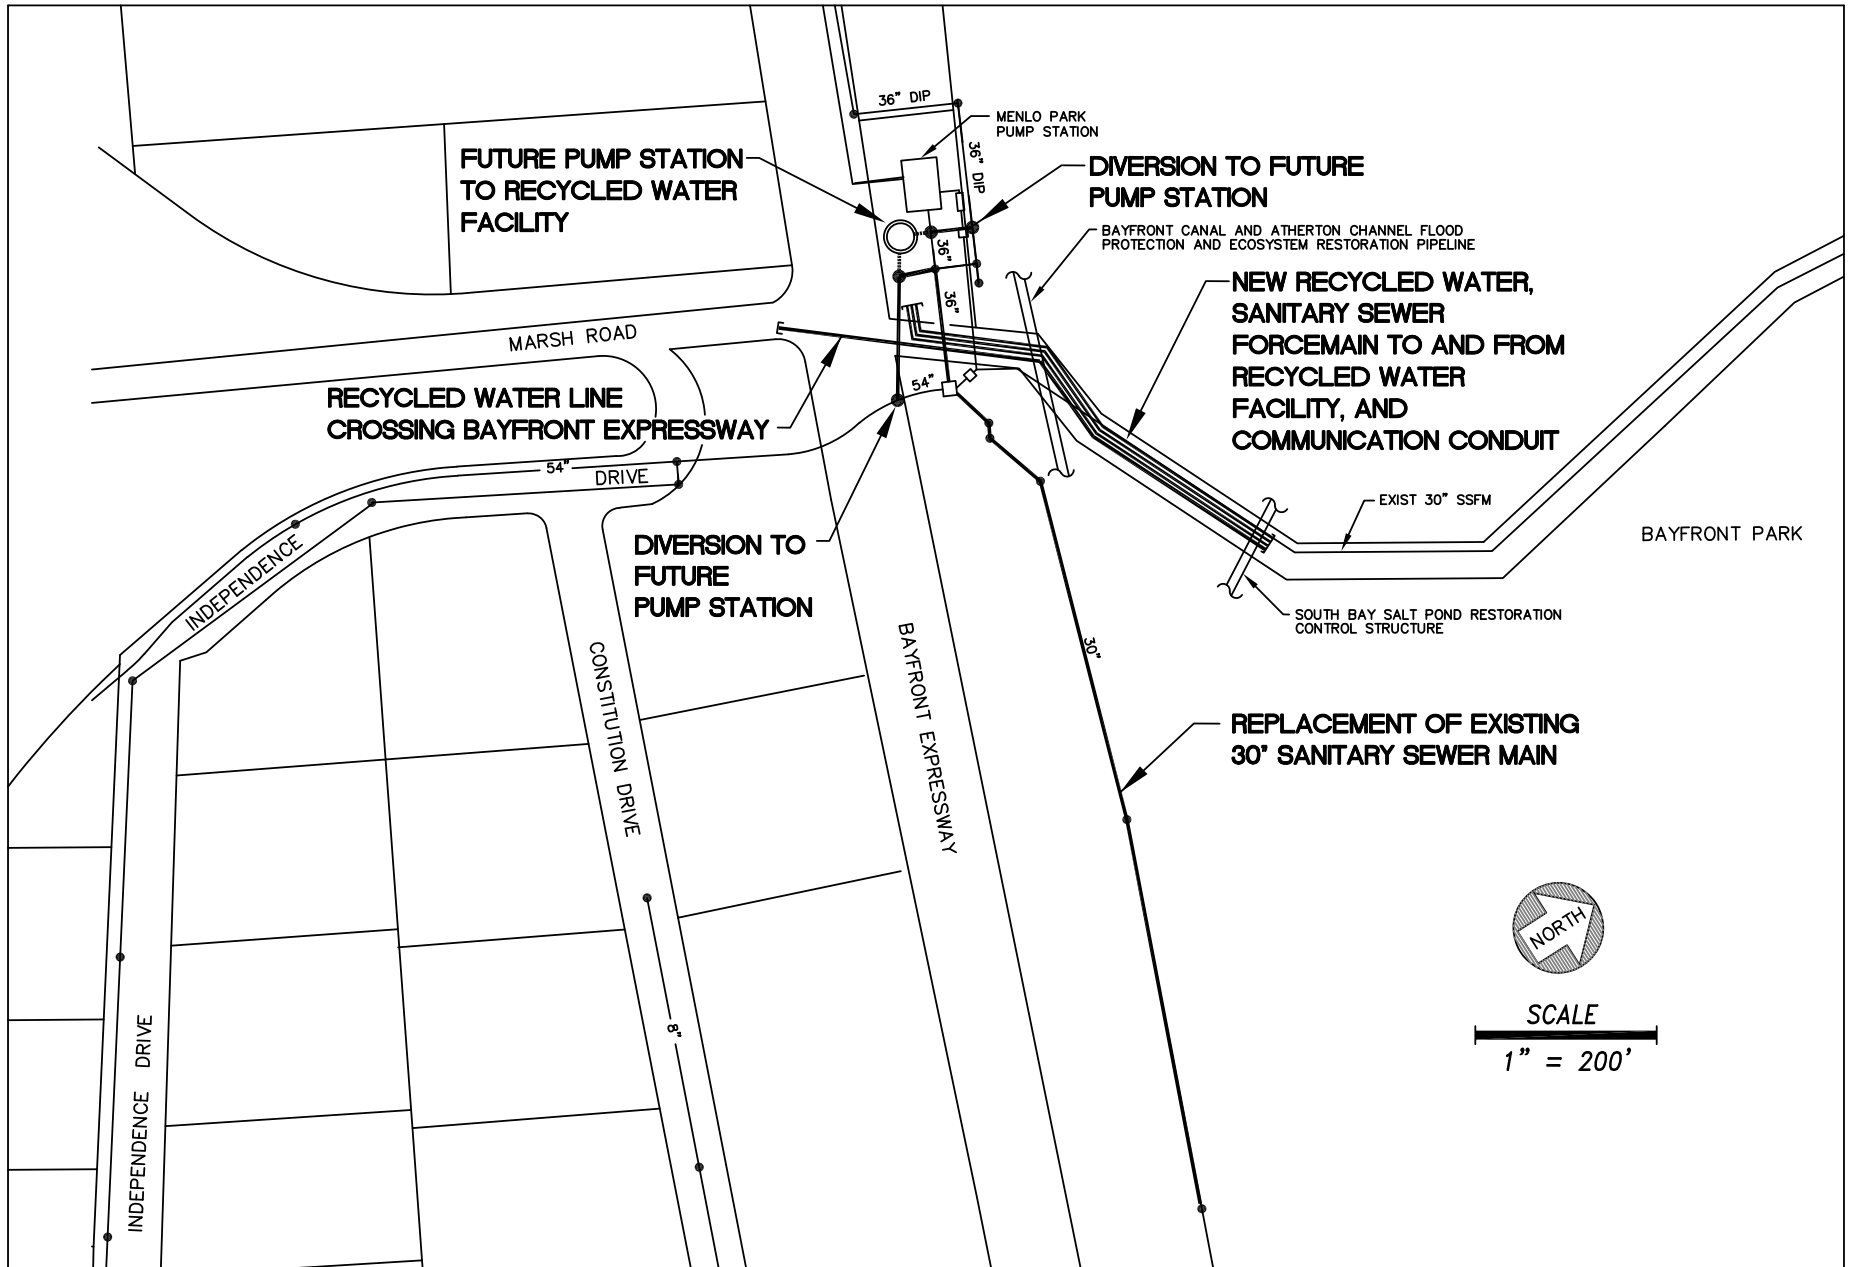 36” DIP
MENLO PARK
PUMP STATION
36” DIP
FUTURE PUMP STATION
TO RECYCLED WATER
FACILITY
DIVERSION TO FUTURE
PUMP STATION
BAYFRONT CANAL AND ATHERTON CHANNEL FLOOD
PROTECTION AND ECOSYSTEM RESTORATION PIPELINE
36”
36”
NEW RECYCLED WATER,
SANITARY SEWER
FORCEMAIN TO AND FROM
RECYCLED WATER
FACILITY, AND
COMMUNICATION CONDUIT
MARSH ROAD
RECYCLED WATER LINE
CROSSING BAYFRONT EXPRESSWAY
54”
54”
DRIVE
INDEPENDENCE
EXIST 30” SSFM
BAYFRONT PARK
DIVERSION TO
FUTURE
PUMP STATION
SOUTH BAY SALT POND RESTORATION
CONTROL STRUCTURE
30”
CONSTITUTION DRIVE
BAYFRONT EXPRESSWAY
REPLACEMENT OF EXISTING
30” SANITARY SEWER MAIN
8”
INDEPENDENCE DRIVE
NORTH
SCALE
1” = 200’